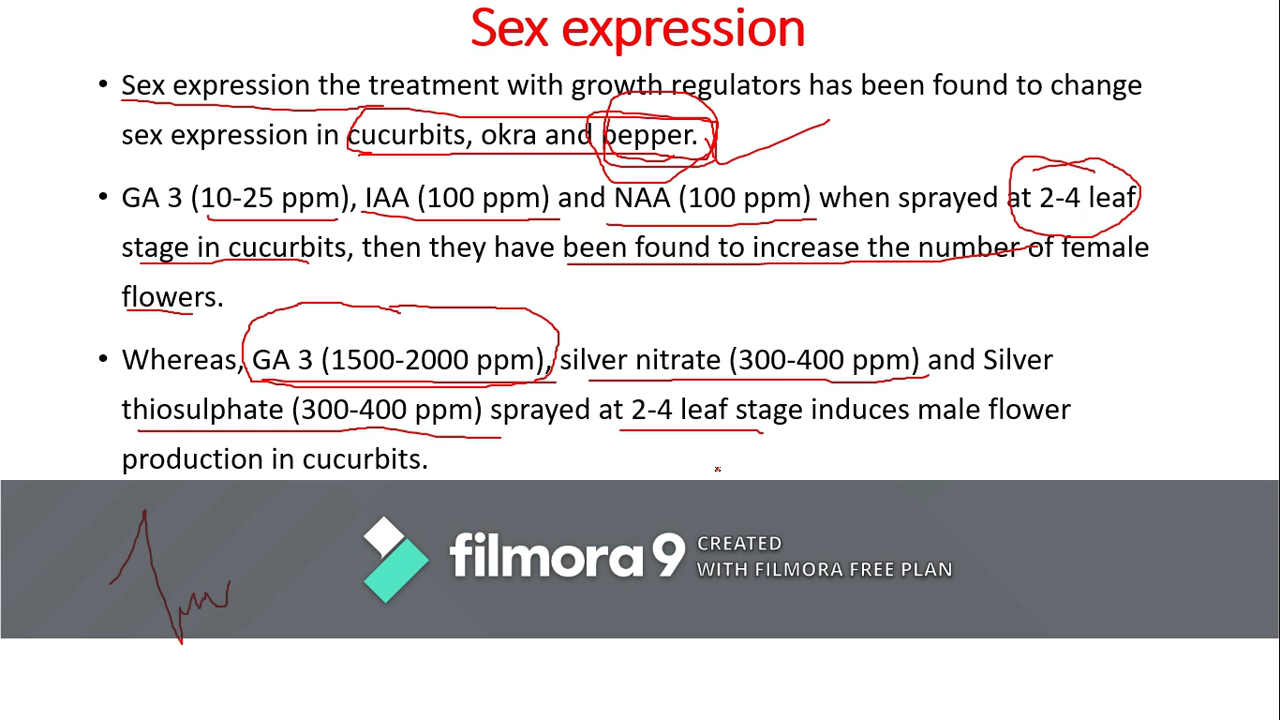 Sex expression
• Sex expression the treatment with growth regulators has been found to change
sex expression in cucurbits, okra and pepper.
• GA 3 (10-25 ppm), IAA (100 ppm) and NAA (100 ppm) when sprayed at 2-4 leaf
stage in cucurbits, then they have been found to increase the number of female
flowers.
• Whereas, GA 3 (1500-2000 ppm), silver nitrate (300-400 ppm) and Silver
thiosulphate (300-400 ppm) sprayed at 2-4 leaf stage induces male flower
production in cucurbits.
filmora 9 CREATED
WITH FILMORA FREE PLAN